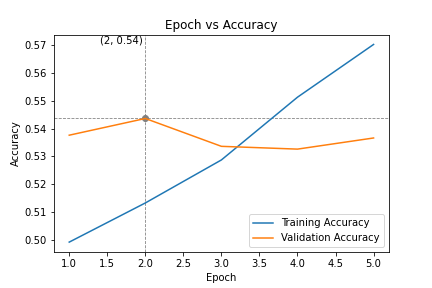 Epoch vs Accuracy
(2, 0.54)
0.57
0.56
0.55
0.54
0.53
0.52
0.51
0.50
Accuracy
Training Accuracy
Validation Accuracy
1.0 1.5 2.0 2.5 3.0 3.5 4.0 4.5 5.0
Epoch